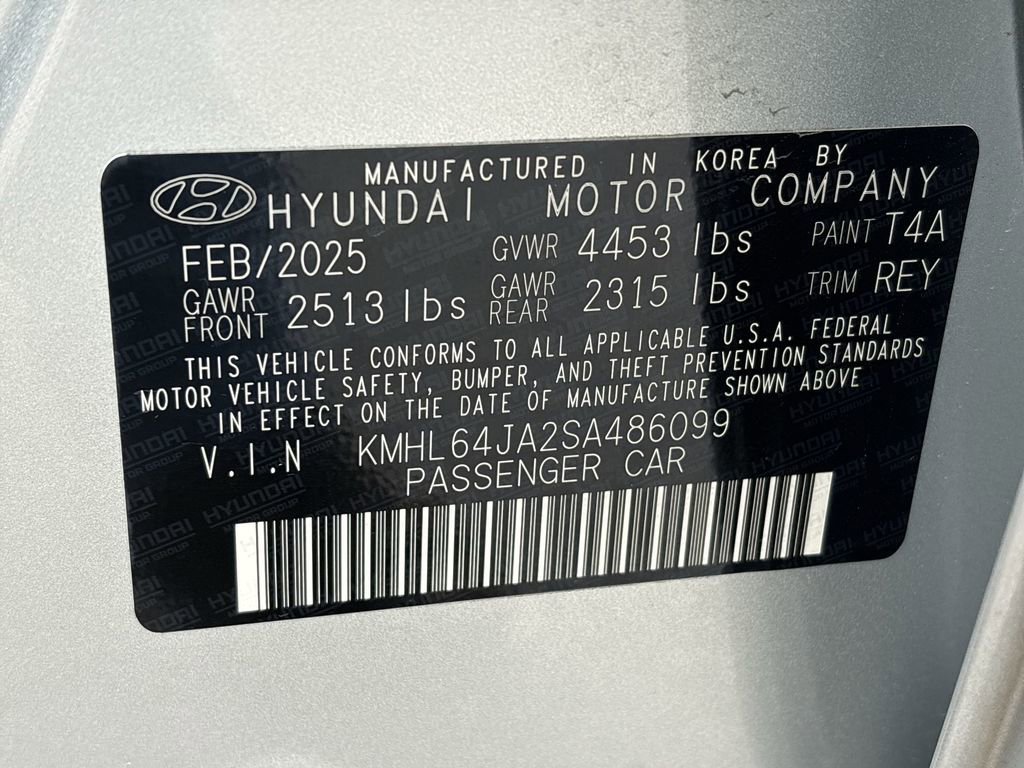 MANUFACTURED IN KOREA BY
HYUNDAI MOTOR COMPANY
FEB/2025 GVWR 4453 lbs PAINT T4A
GAWR FRONT 2513 lbs GAWR REAR 2315 lbs TRIM REY
THIS VEHICLE CONFORMS TO ALL APPLICABLE U.S.A. FEDERAL
MOTOR VEHICLE SAFETY, BUMPER, AND THEFT PREVENTION STANDARDS
IN EFFECT ON THE DATE OF MANUFACTURE SHOWN ABOVE
V.I.N KMHL64JA2SA486099
PASSENGER CAR